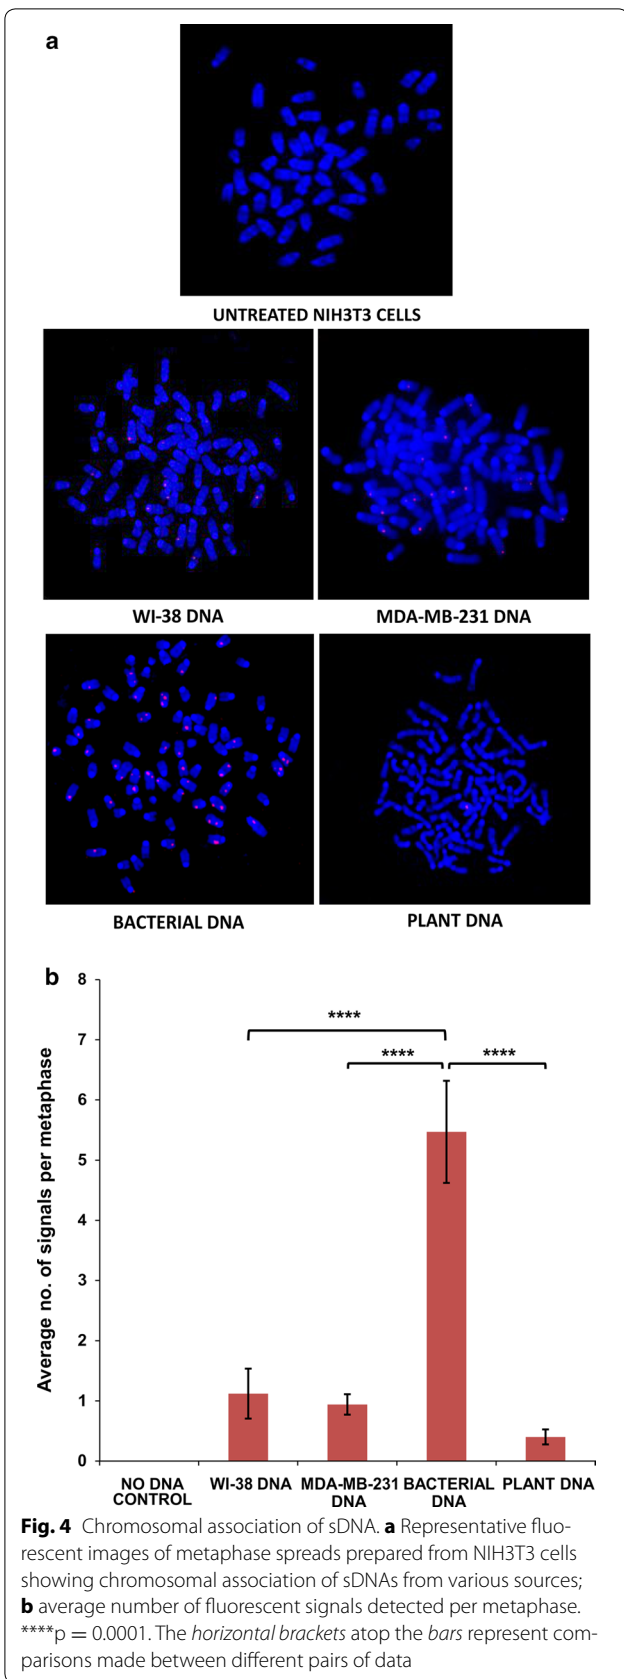 a
UNTREATED NIH3T3 CELLS
WI-38 DNA
MDA-MB-231 DNA
BACTERIAL DNA
PLANT DNA
b
Average no. of signals per metaphase
8
7
6
5
4
3
2
1
0
****
****
****
NO DNA CONTROL
WI-38 DNA
MDA-MB-231 DNA
BACTERIAL DNA
PLANT DNA
Fig. 4 Chromosomal association of sDNA. a Representative fluo-
rescent images of metaphase spreads prepared from NIH3T3 cells
showing chromosomal association of sDNAs from various sources;
b average number of fluorescent signals detected per metaphase.
****p = 0.0001. The horizontal brackets atop the bars represent com-
parisons made between different pairs of data